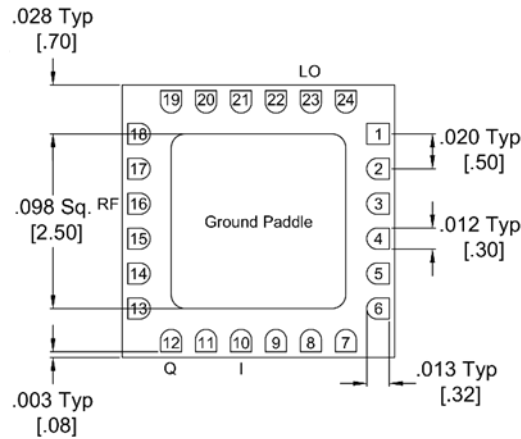 .028 Typ
[.70]
LO
19 20 21 22 23 24
18 1
.020 Typ
[.50]
17 2
RF 16 3
.098 Sq.
[2.50]
Ground Paddle
.012 Typ
[.30]
15 4
14 5
13 6
12 11 10 9 8 7
Q I
.013 Typ
[.32]
.003 Typ
[.08]